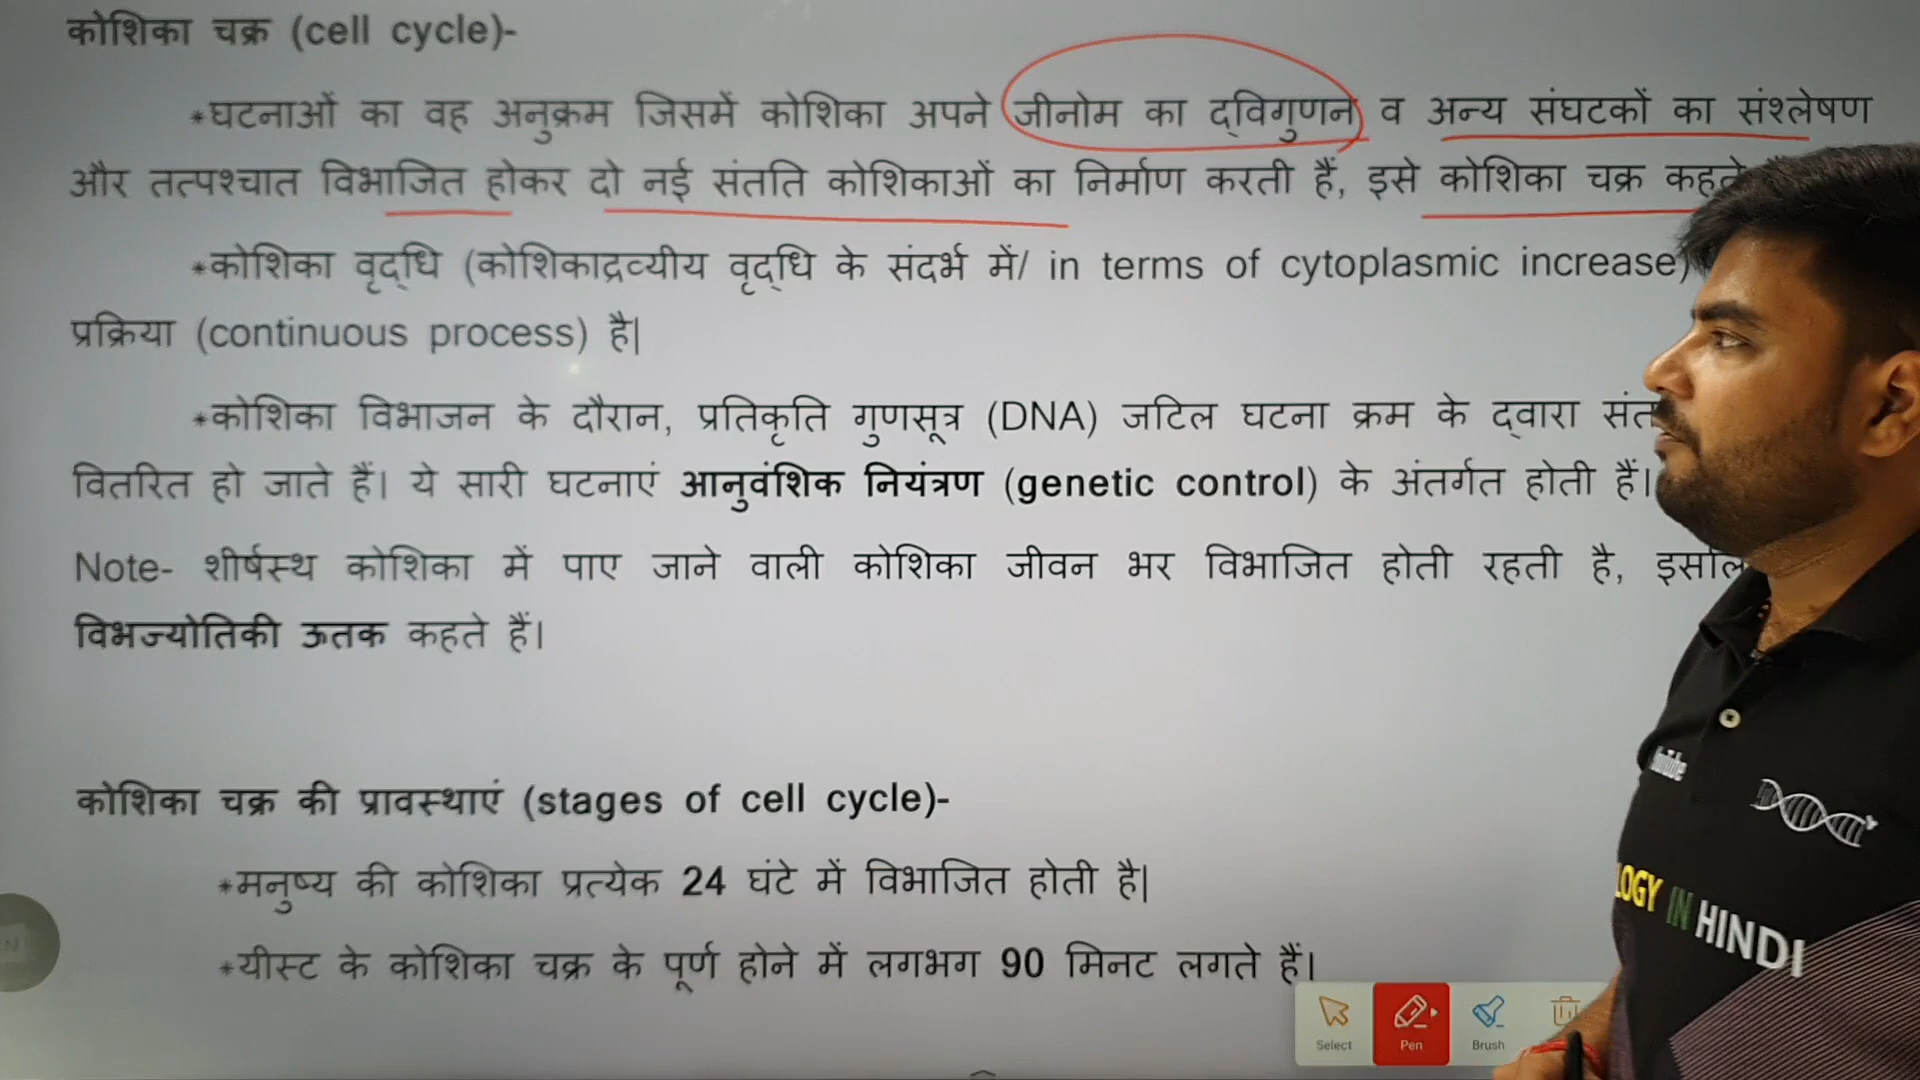 कोशिका चक्र (cell cycle)-
*घटनाओं का वह अनुक्रम जिसमें कोशिका अपने जीनोम का द्विगुणन व अन्य संघटकों का संश्लेषण
और तत्पश्चात विभाजित होकर दो नई संतति कोशिकाओं का निर्माण करती हैं, इसे कोशिका चक्र कहते
*कोशिका वृद्धि (कोशिकाद्रव्यीय वृद्धि के संदर्भ में/ in terms of cytoplasmic increase)
प्रक्रिया (continuous process) है|
*कोशिका विभाजन के दौरान, प्रतिकृति गुणसूत्र (DNA) जटिल घटना क्रम के द्वारा
वितरित हो जाते हैं। ये सारी घटनाएं आनुवंशिक नियंत्रण (genetic control) के अंतर्गत होती हैं।
Note- शीर्षस्थ कोशिका में पाए जाने वाली कोशिका जीवन भर विभाजित होती रहती है,
विभज्योतिकी ऊतक कहते हैं।
कोशिका चक्र की प्रावस्थाएं (stages of cell cycle)-
*मनुष्य की कोशिका प्रत्येक 24 घंटे में विभाजित होती है|
*यीस्ट के कोशिका चक्र के पूर्ण होने में लगभग 90 मिनट लगते हैं।
LOGY IN HINDI
Select Pen Brush